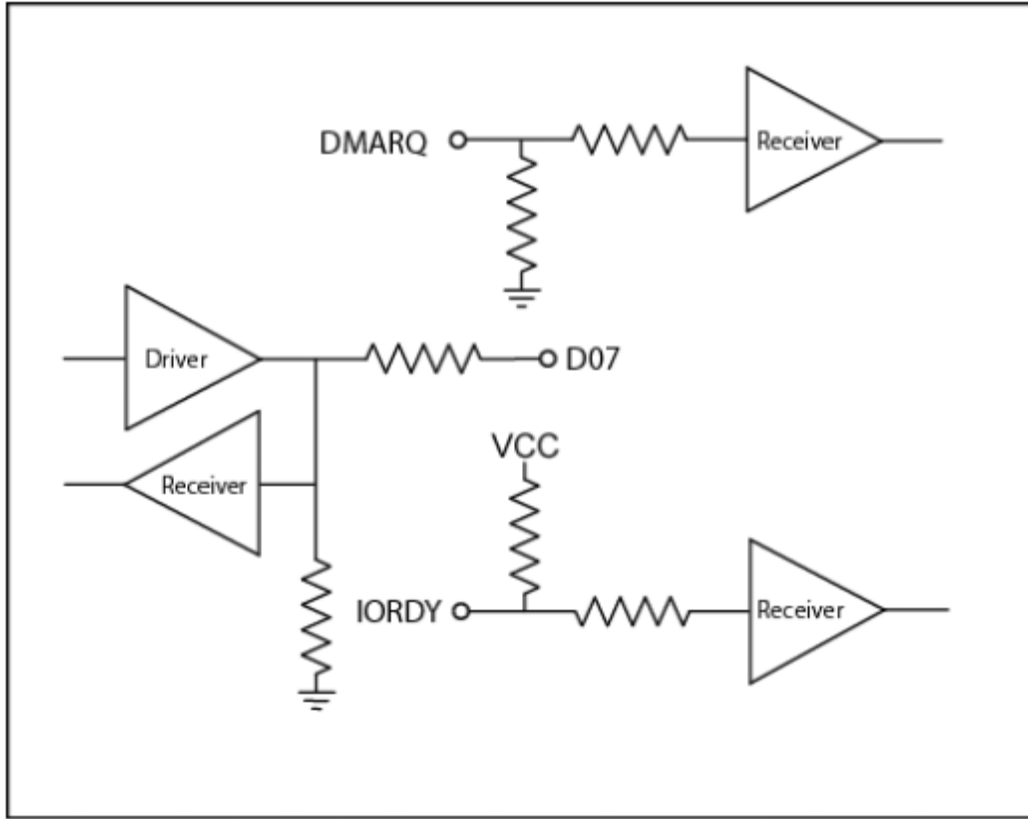 DMARQ
Receiver
Driver
D07
Receiver
VCC
IORDY
Receiver